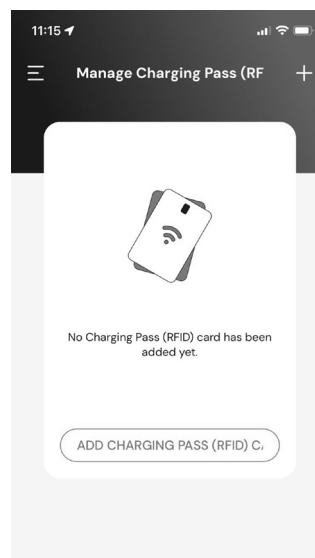 11:15
Manage Charging Pass (RF
No Charging Pass (RFID) card has been
added yet.
ADD CHARGING PASS (RFID) C